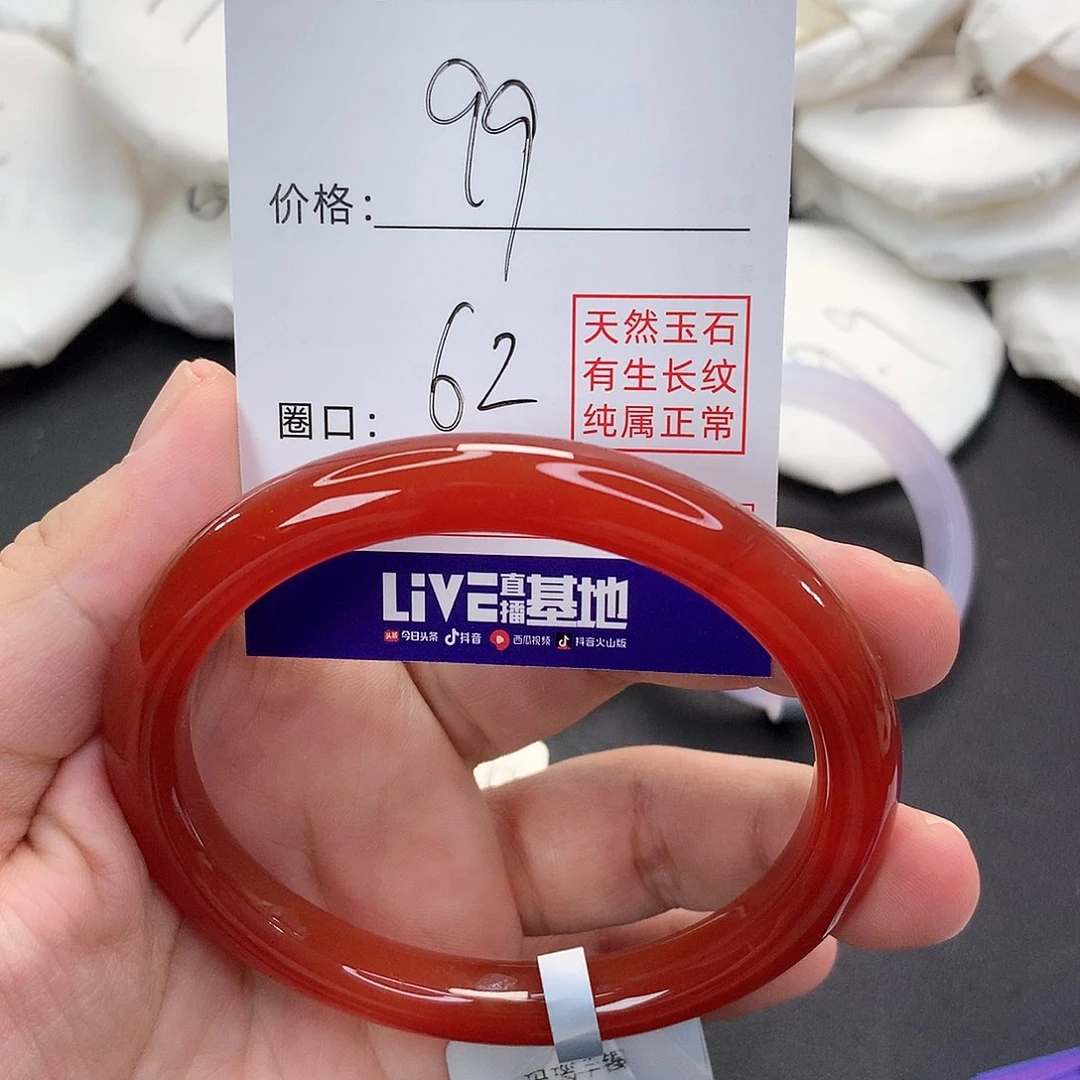 99
价格:
62
圈口:
天然玉石
有生长纹
纯属正常
LiVE直播基地
今日头条 抖音 西瓜视频 抖音火山版